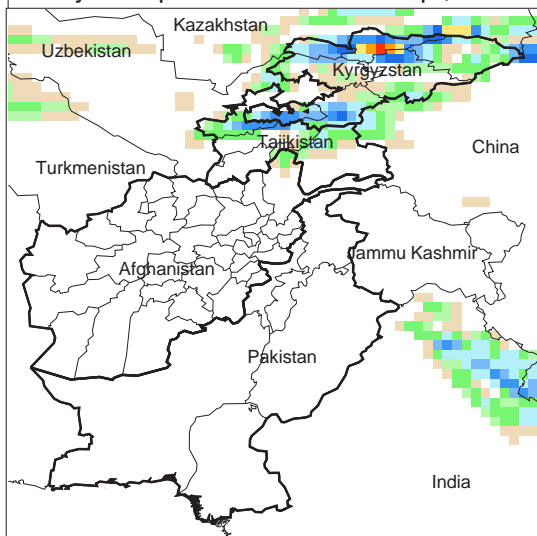 Kazakhstan
Uzbekistan
Kyrgyzstan
Tajikistan
China
Turkmenistan
Jammu Kashmir
Afghanistan
Pakistan
India